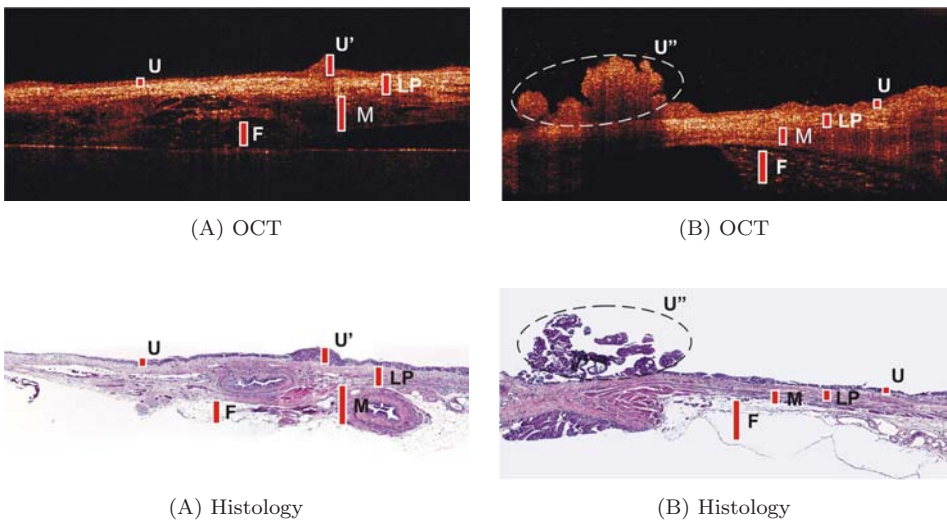 U
U'
LP
M
F
(A) OCT
U"
U
LP
M
F
(B) OCT
U
U'
LP
M
F
(A) Histology
U"
U
M
LP
F
(B) Histology